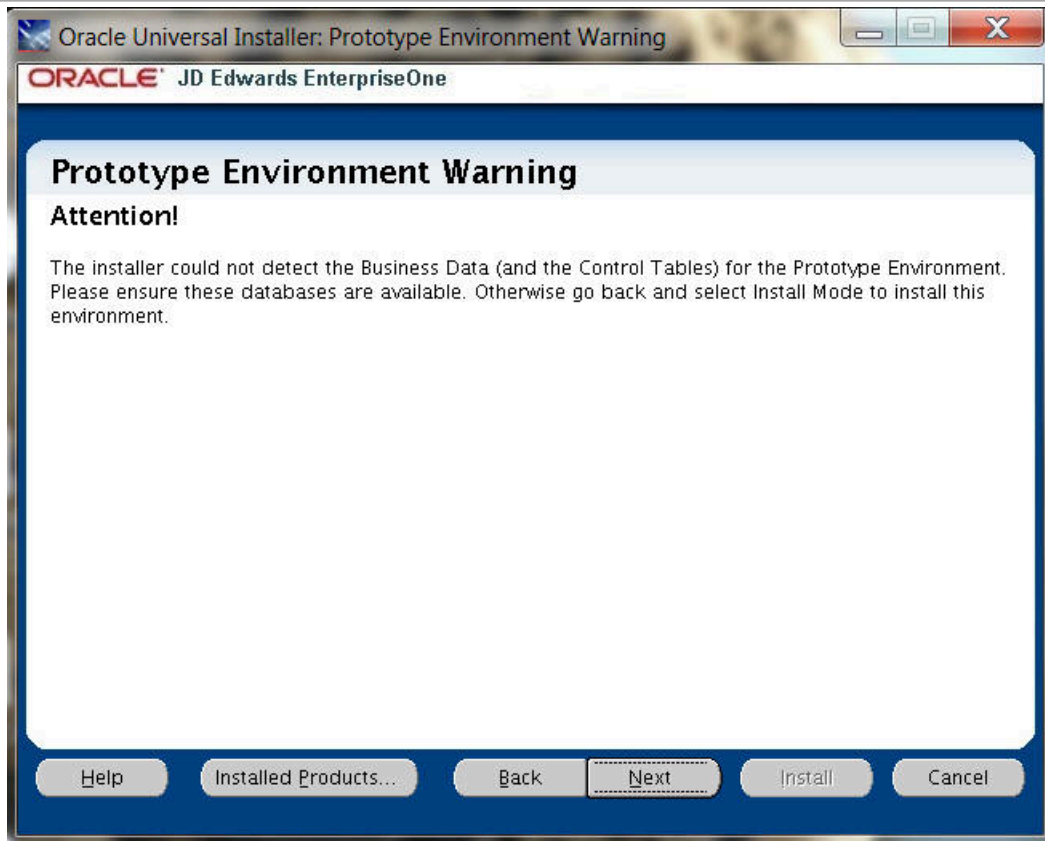 Oracle Universal Installer: Prototype Environment Warning
ORACLE' JD Edwards EnterpriseOne
Prototype Environment Warning
Attention!
The installer could not detect the Business Data (and the Control Tables) for the Prototype Environment.
Please ensure these databases are available. Otherwise go back and select Install Mode to install this
environment.
Help Installed Products... Back Next Install Cancel